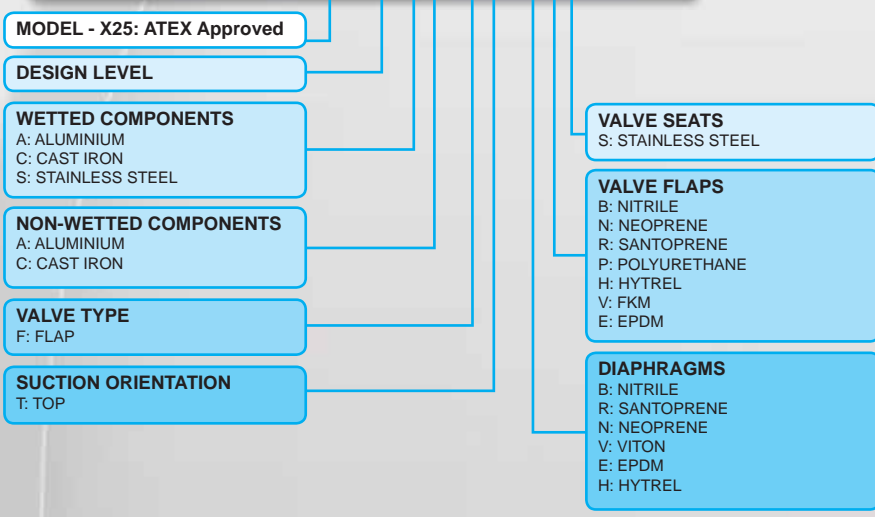 MODEL - X25: ATEX Approved
DESIGN LEVEL
WETTED COMPONENTS
A: ALUMINIUM
C: CAST IRON
S: STAINLESS STEEL
NON-WETTED COMPONENTS
A: ALUMINIUM
C: CAST IRON
VALVE TYPE
F: FLAP
SUCTION ORIENTATION
T: TOP
VALVE SEATS
S: STAINLESS STEEL
VALVE FLAPS
B: NITRILE
N: NEOPRENE
R: SANTOPRENE
P: POLYURETHANE
H: HYTREL
V: FKM
E: EPDM
DIAPHRAGMS
B: NITRILE
R: SANTOPRENE
N: NEOPRENE
V: VITON
E: EPDM
H: HYTREL